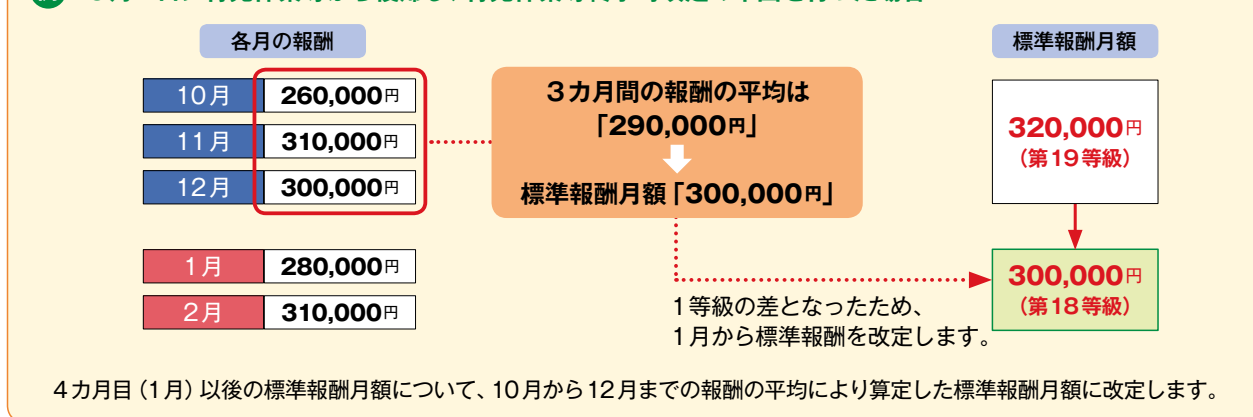 各月の報酬
標準報酬月額
10月 260,000円
11月 310,000円
12月 300,000円
3カ月間の報酬の平均は
「290,000円」
標準報酬月額「300,000円」
320,000円
（第19等級）
1月 280,000円
2月 310,000円
1等級の差となったため、
1月から標準報酬を改定します。
300,000円
（第18等級）
4カ月目（1月）以後の標準報酬月額について、10月から12月までの報酬の平均により算定した標準報酬月額に改定します。